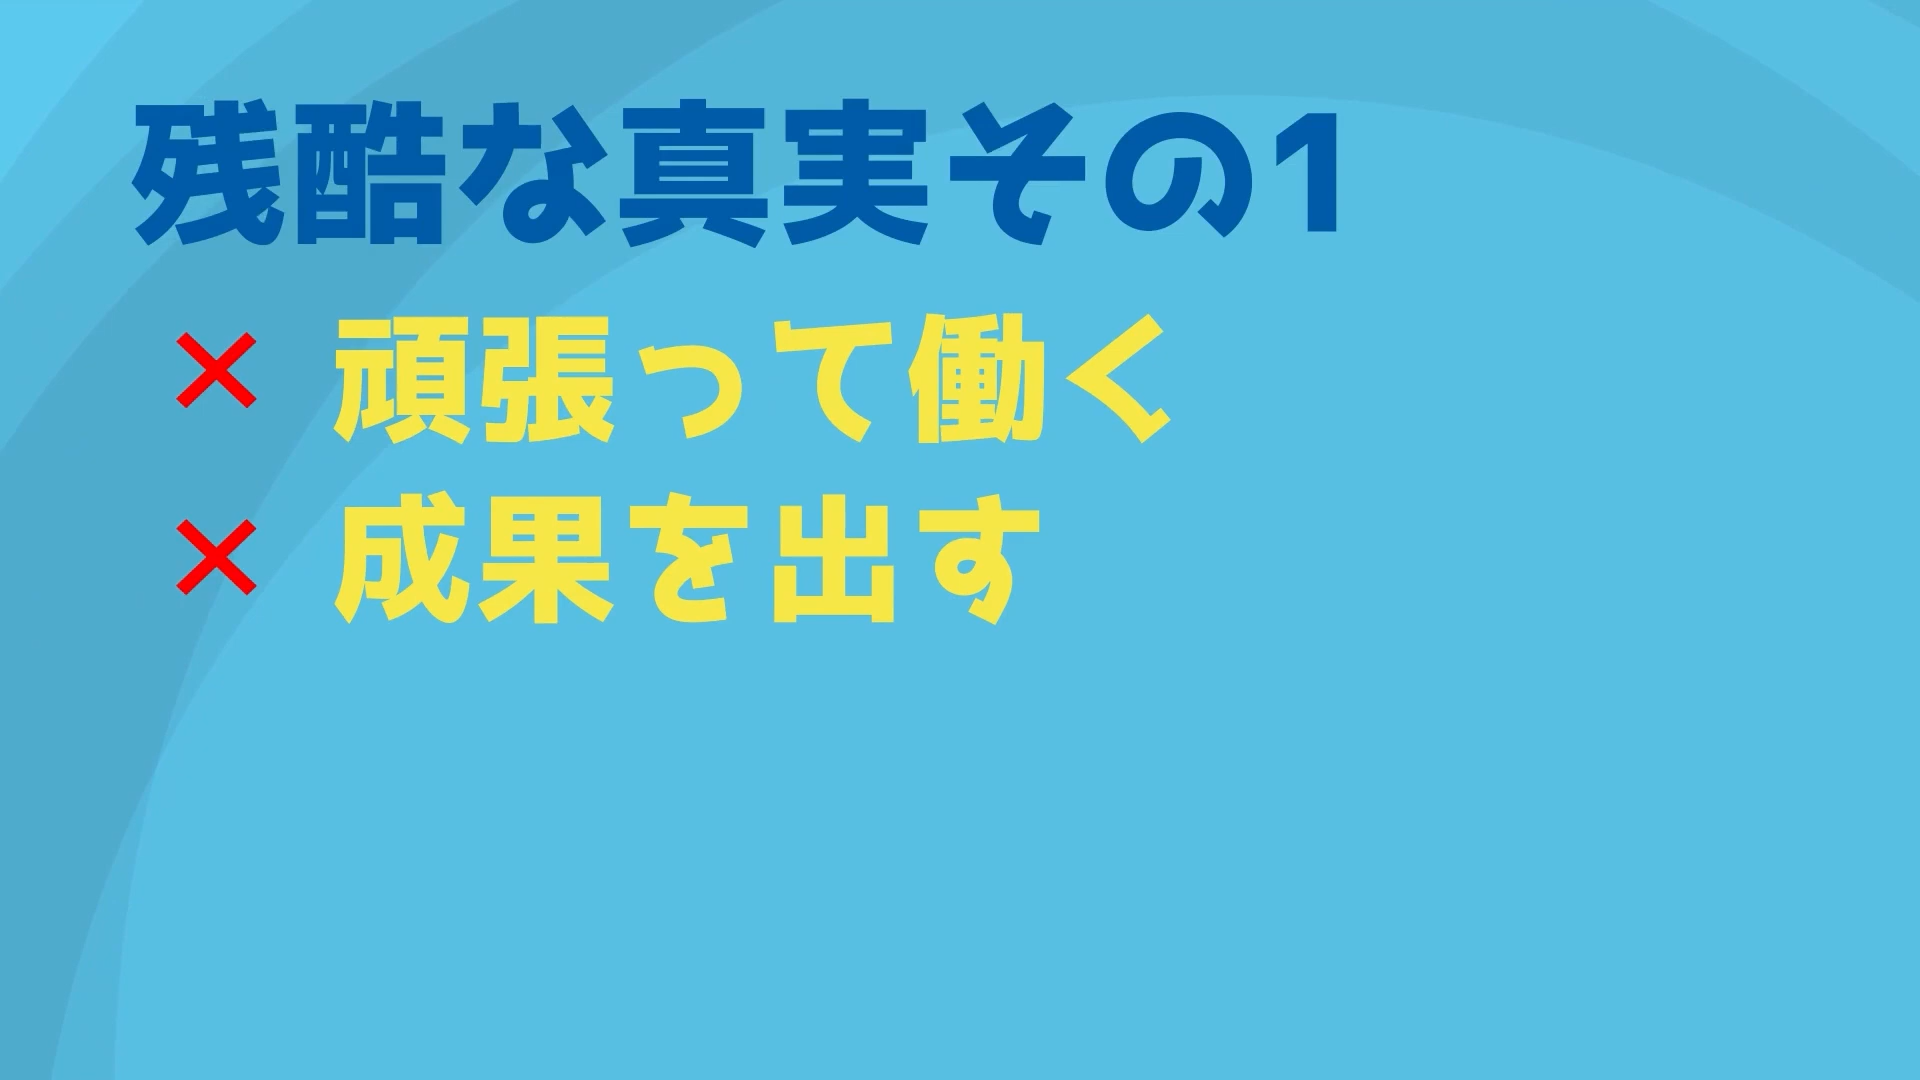 残酷な真実その1
× 頑張って働く
× 成果を出す